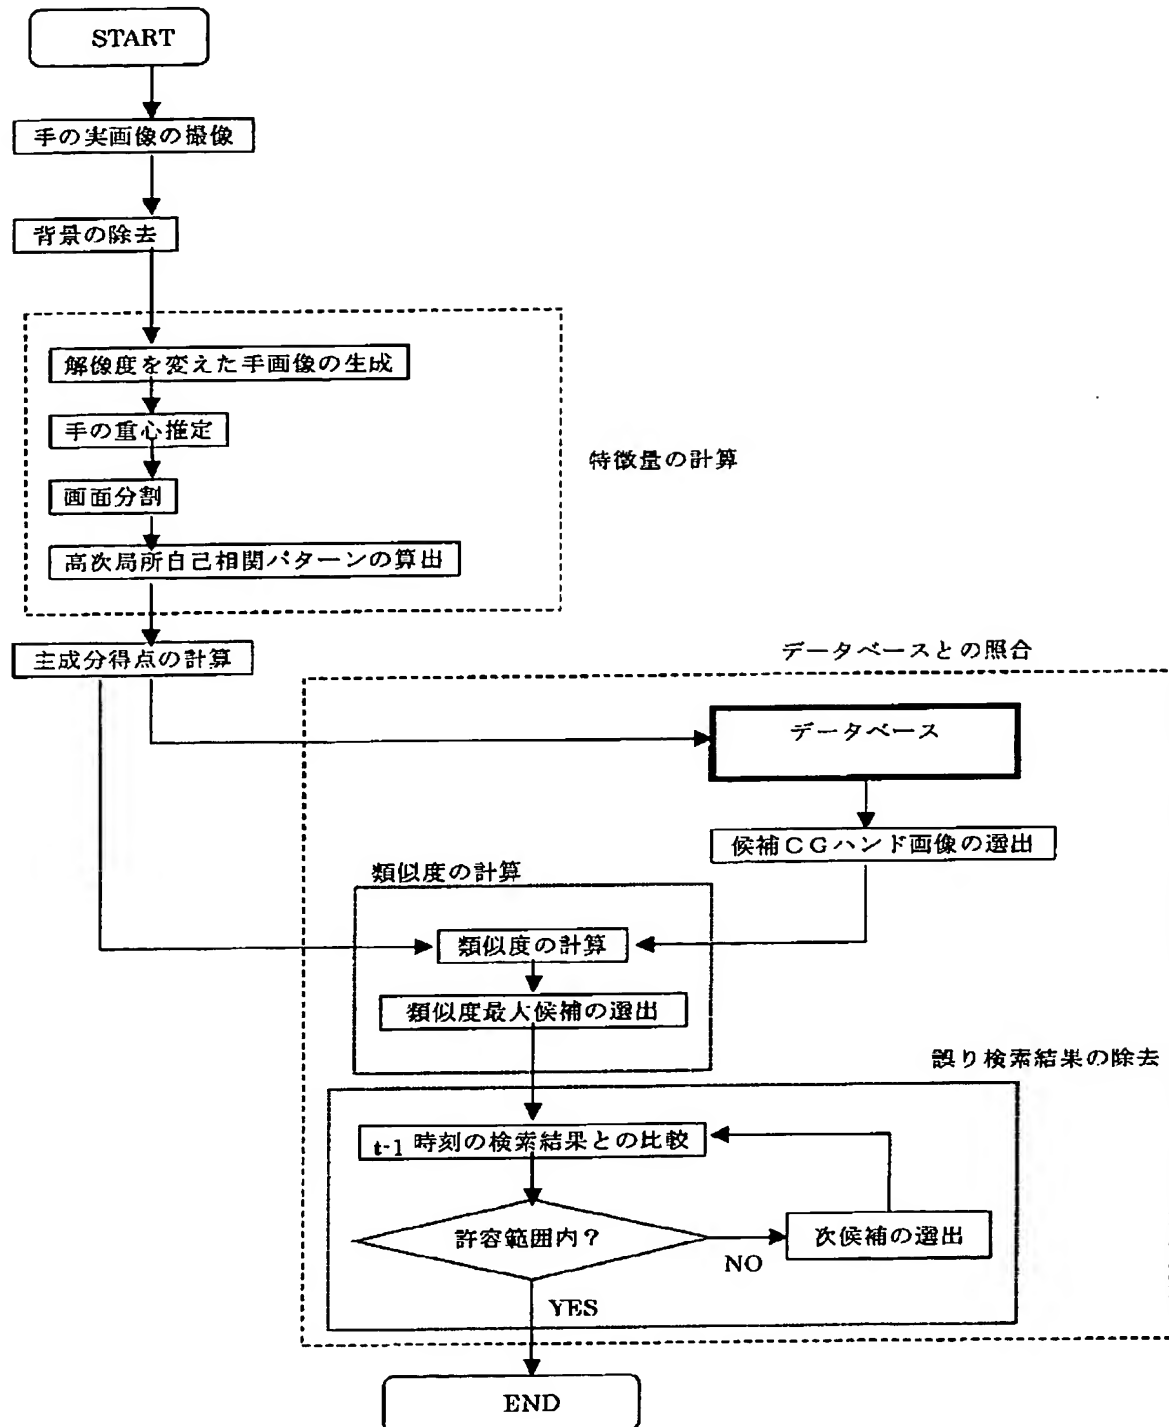 START
手の実画像の撮像
背景の除去
解像度を変えた手画像の生成
手の重心推定
画面分割
高次局所自己相関パターンの算出
特徴量の計算
主成分得点の計算
データベースとの照合
データベース
候補CGハンド画像の選出
類似度の計算
類似度の計算
類似度最大候補の選出
誤り検索結果の除去
t-1 時刻の検索結果との比較
許容範囲内?
NO
次候補の選出
YES
END